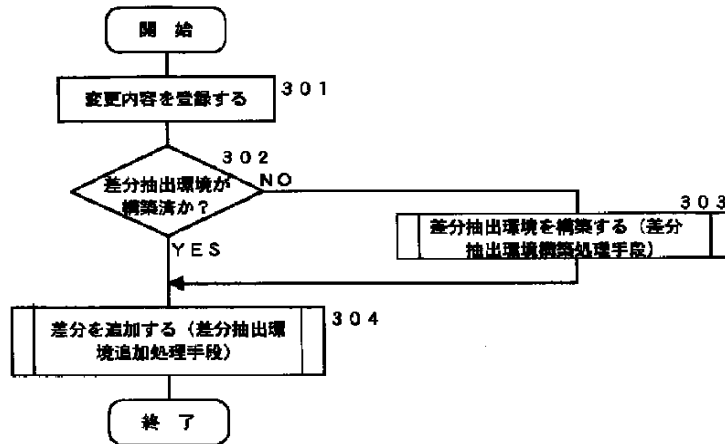 開 始
変更内容を登録する
301
302
差分抽出環境が
構築済か？
NO
YES
303
差分抽出環境を構築する（差分
抽出環境構築処理手段）
差分を追加する（差分抽出環
境追加処理手段）
304
終 了